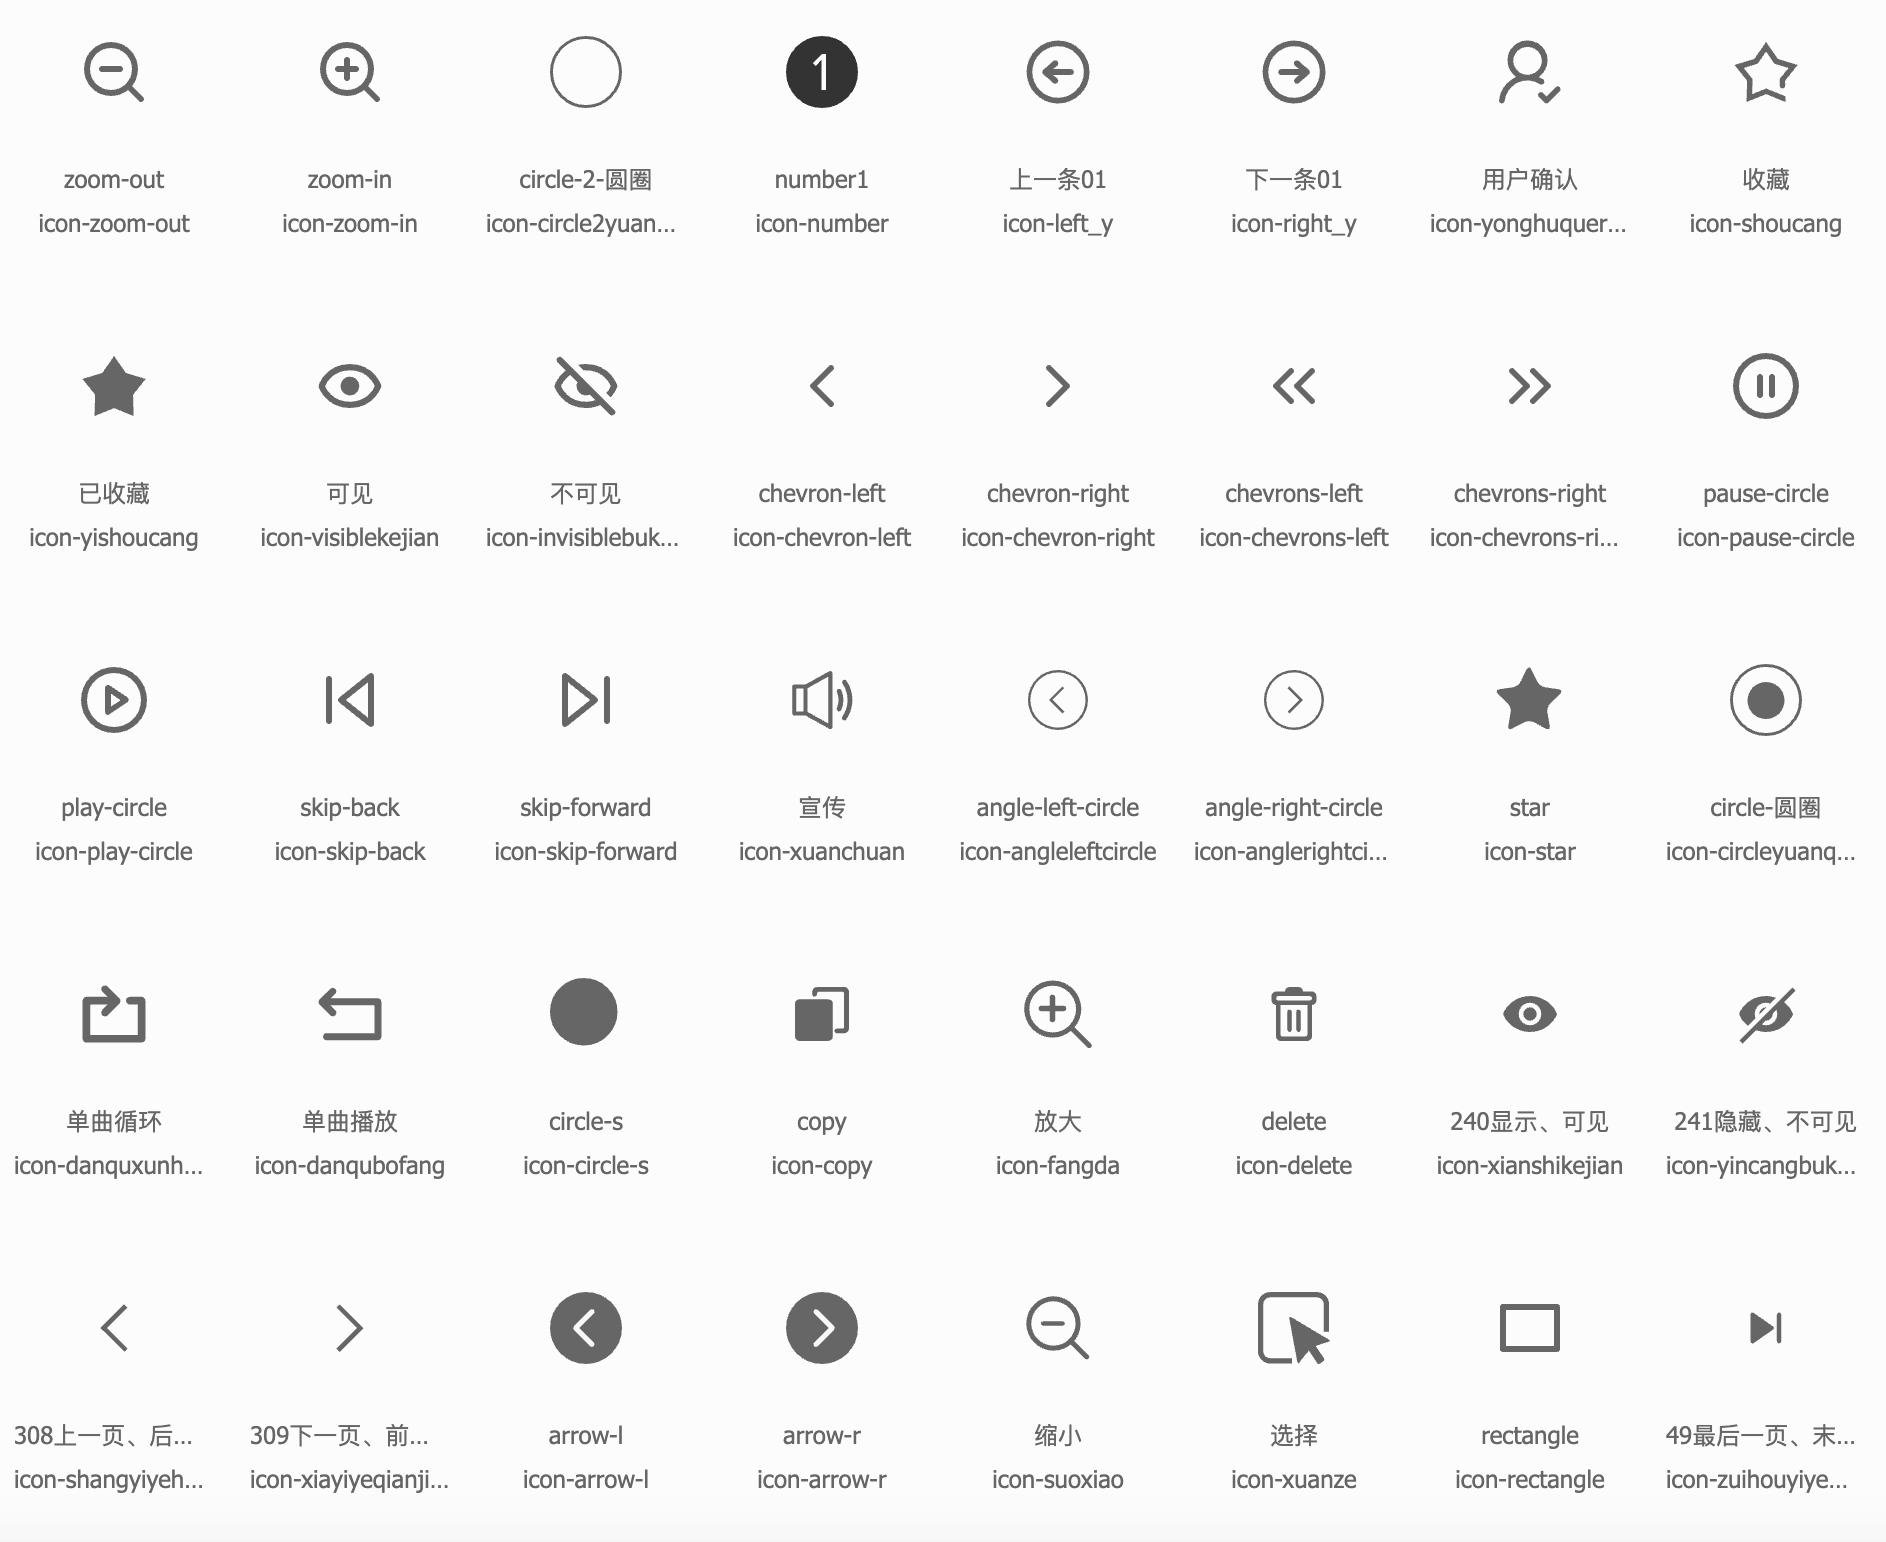 1
zoom-out
icon-zoom-out
zoom-in
icon-zoom-in
circle-2-圆圈
icon-circle2yuan...
number1
icon-number
上一条01
icon-left_y
下一条01
icon-right_y
用户确认
icon-yonghuquer...
收藏
icon-shoucang
已收藏
icon-yishoucang
可见
icon-visiblekejian
不可见
icon-invisiblebuk...
chevron-left
icon-chevron-left
chevron-right
icon-chevron-right
chevrons-left
icon-chevrons-left
chevrons-right
icon-chevrons-ri...
pause-circle
icon-pause-circle
play-circle
icon-play-circle
skip-back
icon-skip-back
skip-forward
icon-skip-forward
宣传
icon-xuanchuan
angle-left-circle
icon-angleleftcircle
angle-right-circle
icon-anglerightci...
star
icon-star
circle-圆圈
icon-circleyuanq...
单曲循环
icon-danquxunh...
单曲播放
icon-danqubofang
circle-s
icon-circle-s
copy
icon-copy
放大
icon-fangda
delete
icon-delete
240显示、可见
icon-xianshikejian
241隐藏、不可见
icon-yincangbuk...
308上一页、后...
icon-shangyiyeh...
309下一页、前...
icon-xiayiyeqianji...
arrow-l
icon-arrow-l
arrow-r
icon-arrow-r
缩小
icon-suoxiao
选择
icon-xuanze
rectangle
icon-rectangle
49最后一页、末...
icon-zuihouyiye...